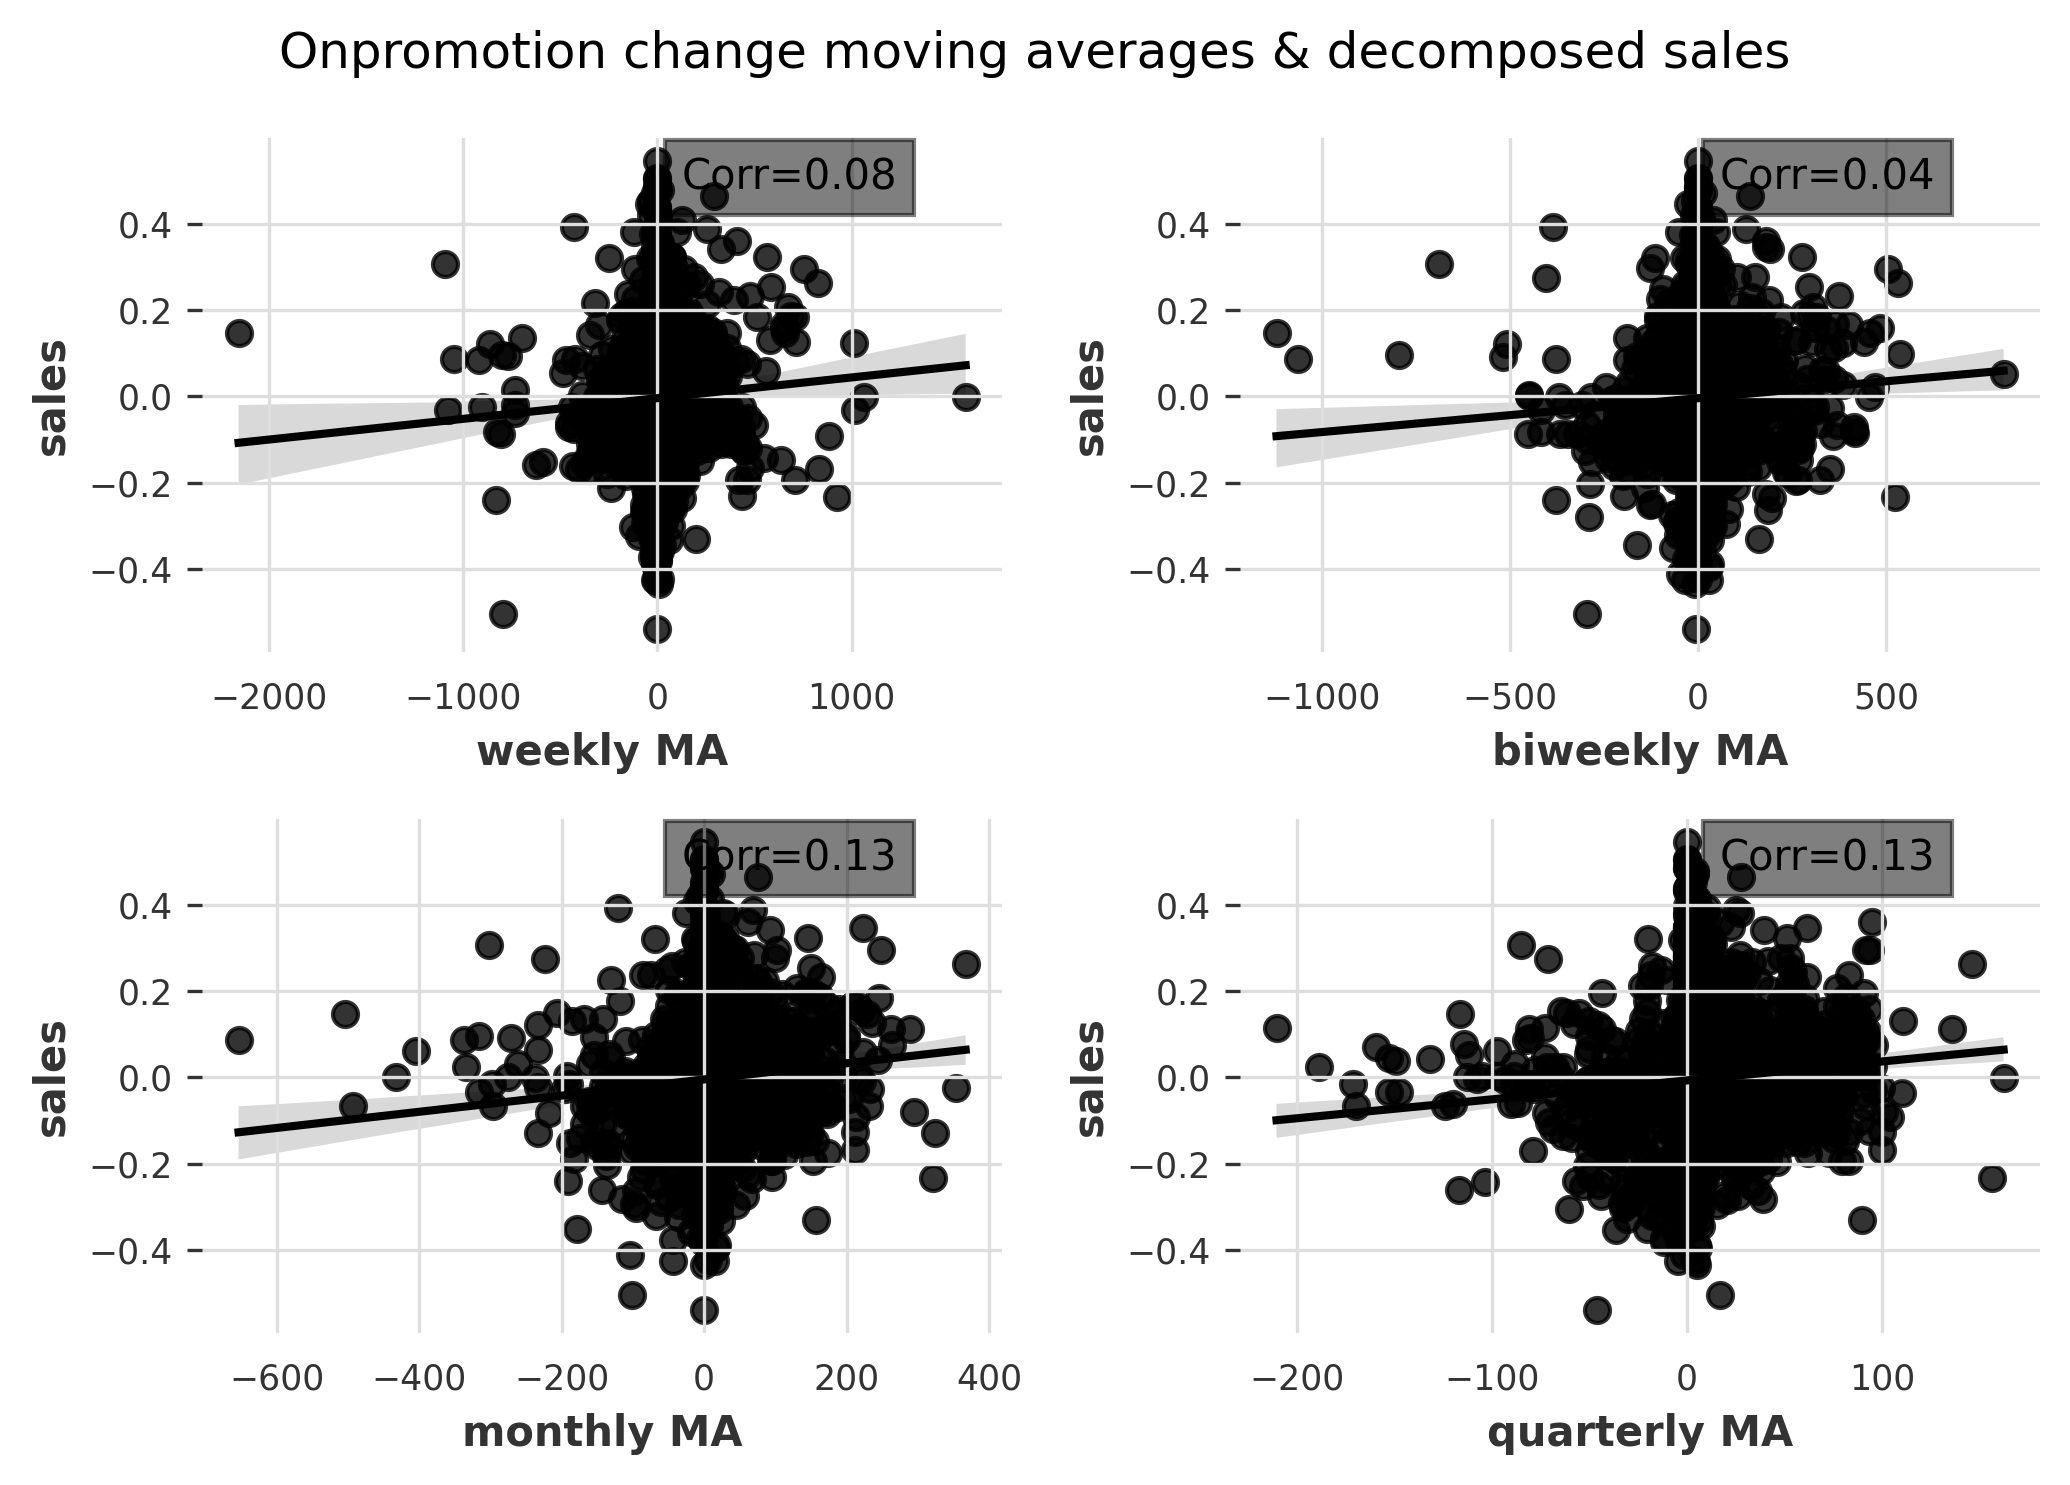 Onpromotion change moving averages & decomposed sales
Corr=0.08
0.4
0.2
0.0
−0.2
−0.4
sales
−2000 −1000 0 1000
weekly MA
Corr=0.04
0.4
0.2
0.0
−0.2
−0.4
sales
−1000 −500 0 500
biweekly MA
Corr=0.13
0.4
0.2
0.0
−0.2
−0.4
sales
−600 −400 −200 0 200 400
monthly MA
Corr=0.13
0.4
0.2
0.0
−0.2
−0.4
sales
−200 −100 0 100
quarterly MA